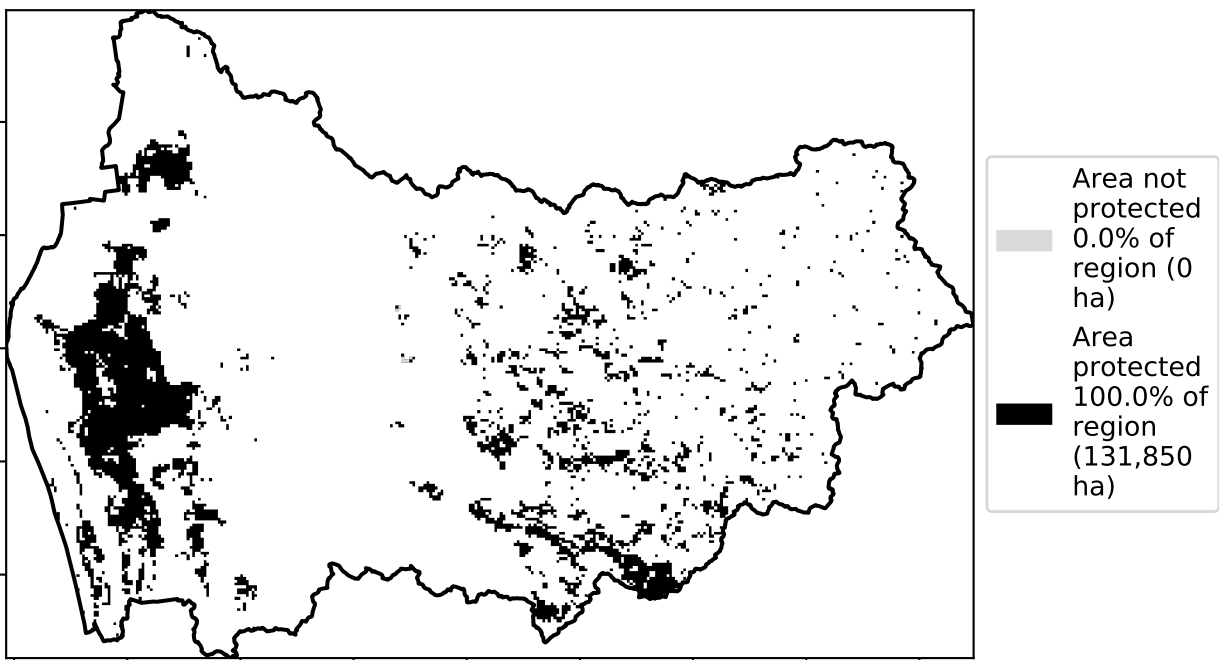 Area not
protected
0.0% of
region (0
ha)
Area
protected
100.0% of
region
(131,850
ha)